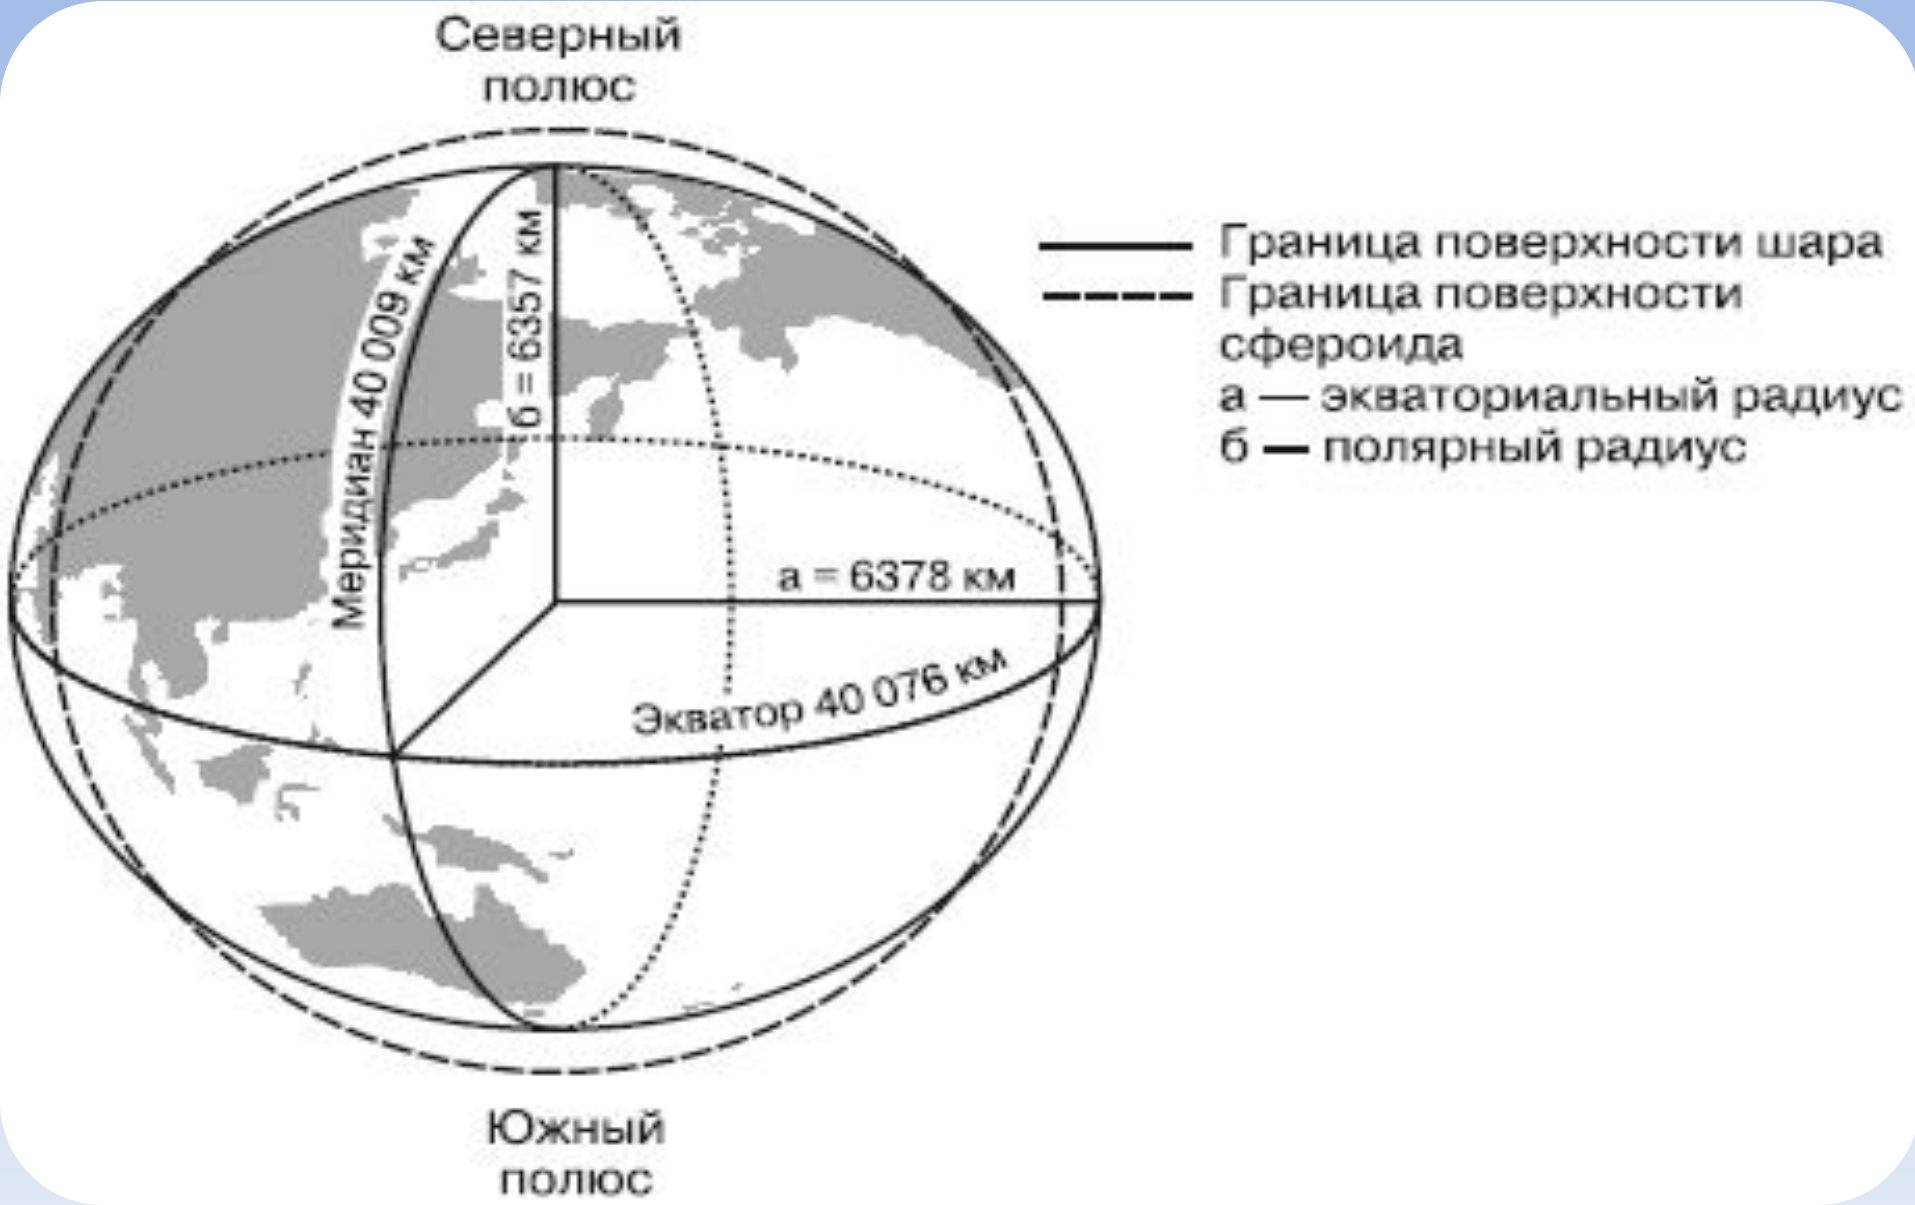 Северный
полюс
Меридиан 40 009 км
б = 6357 км
а = 6378 км
Экватор 40 076 км
Южный
полюс
Граница поверхности шара
Граница поверхности
сфероида
а — экваториальный радиус
б — полярный радиус